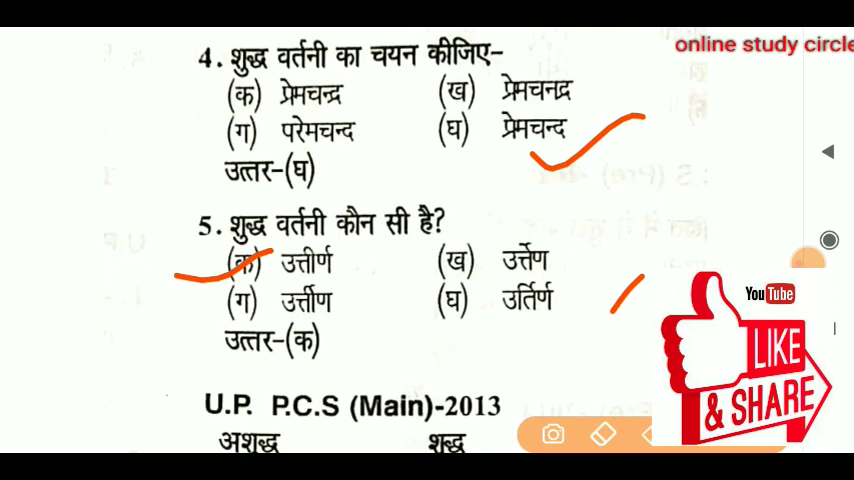 online study circle
4. शुद्ध वर्तनी का चयन कीजिए–
(क) प्रेमचन्द्र (ख) प्रेमचनद्र
(ग) परेमचन्द (घ) प्रेमचन्द
उत्तर–(घ)
5. शुद्ध वर्तनी कौन सी है?
(क) उत्तीर्ण (ख) उर्त्तेण
(ग) उर्त्तीण (घ) उर्तिर्ण
उत्तर–(क)
YouTube
LIKE
& SHARE
U.P. P.C.S (Main)-2013
अशुद्ध शुद्ध